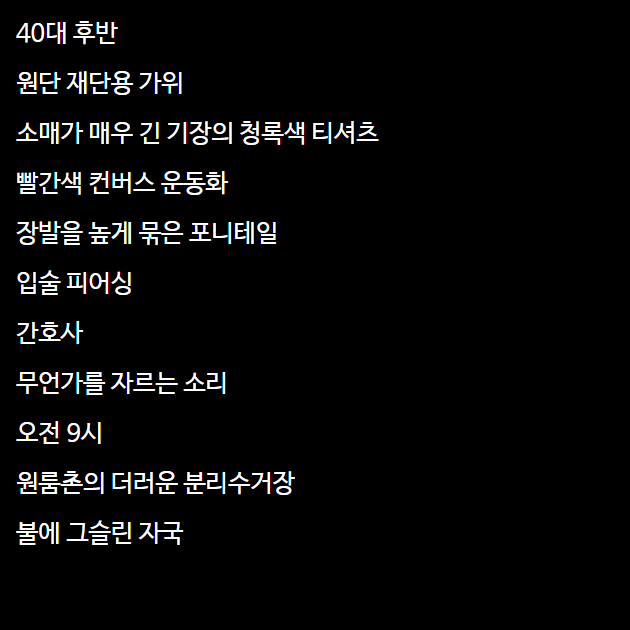 40대 후반
원단 재단용 가위
소매가 매우 긴 기장의 청록색 티셔츠
빨간색 컨버스 운동화
장발을 높게 묶은 포니테일
입술 피어싱
간호사
무언가를 자르는 소리
오전 9시
원룸촌의 더러운 분리수거장
불에 그슬린 자국